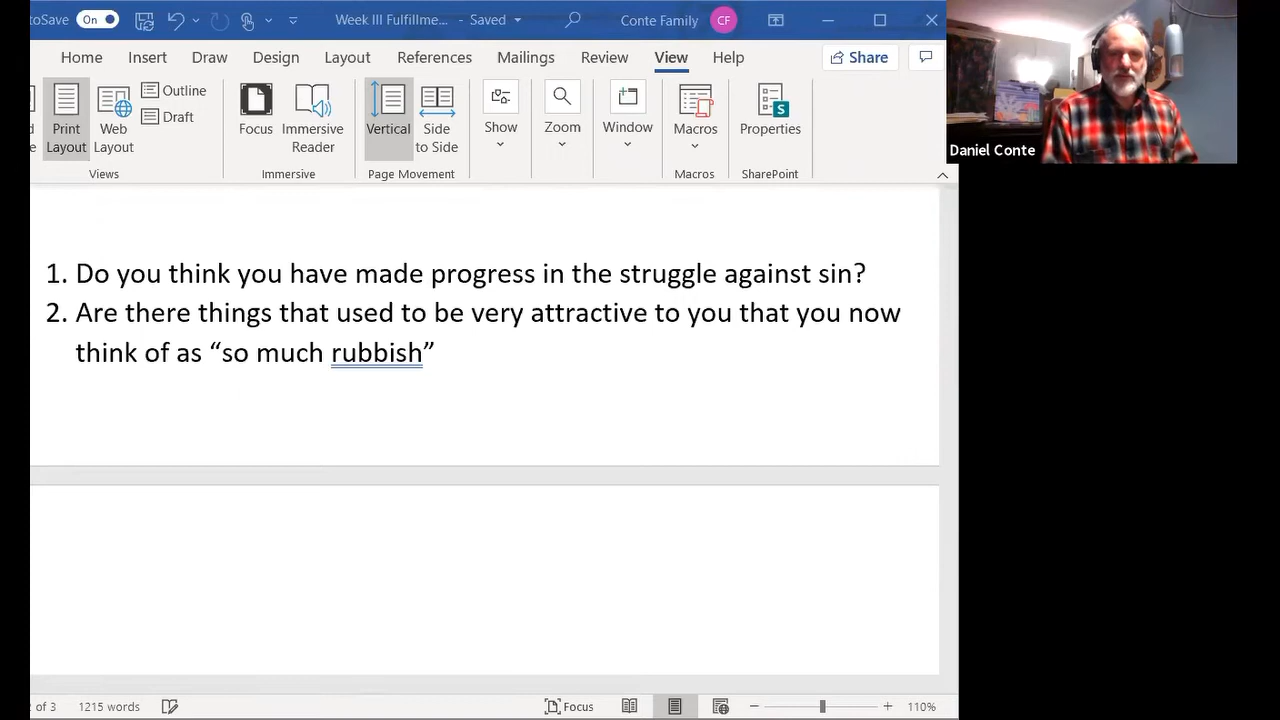 toSave On Week III Fulfillme... - Saved Conte Family CF
Home Insert Draw Design Layout References Mailings Review View Help Share
Outline
Draft
Print Layout
Web Layout
Focus
Immersive Reader
Vertical
Side to Side
Show
Zoom
Window
Macros
S
Properties
Views Immersive Page Movement Macros SharePoint
Daniel Conte
1. Do you think you have made progress in the struggle against sin?
2. Are there things that used to be very attractive to you that you now
think of as “so much rubbish”
of 3 1215 words Focus 110%